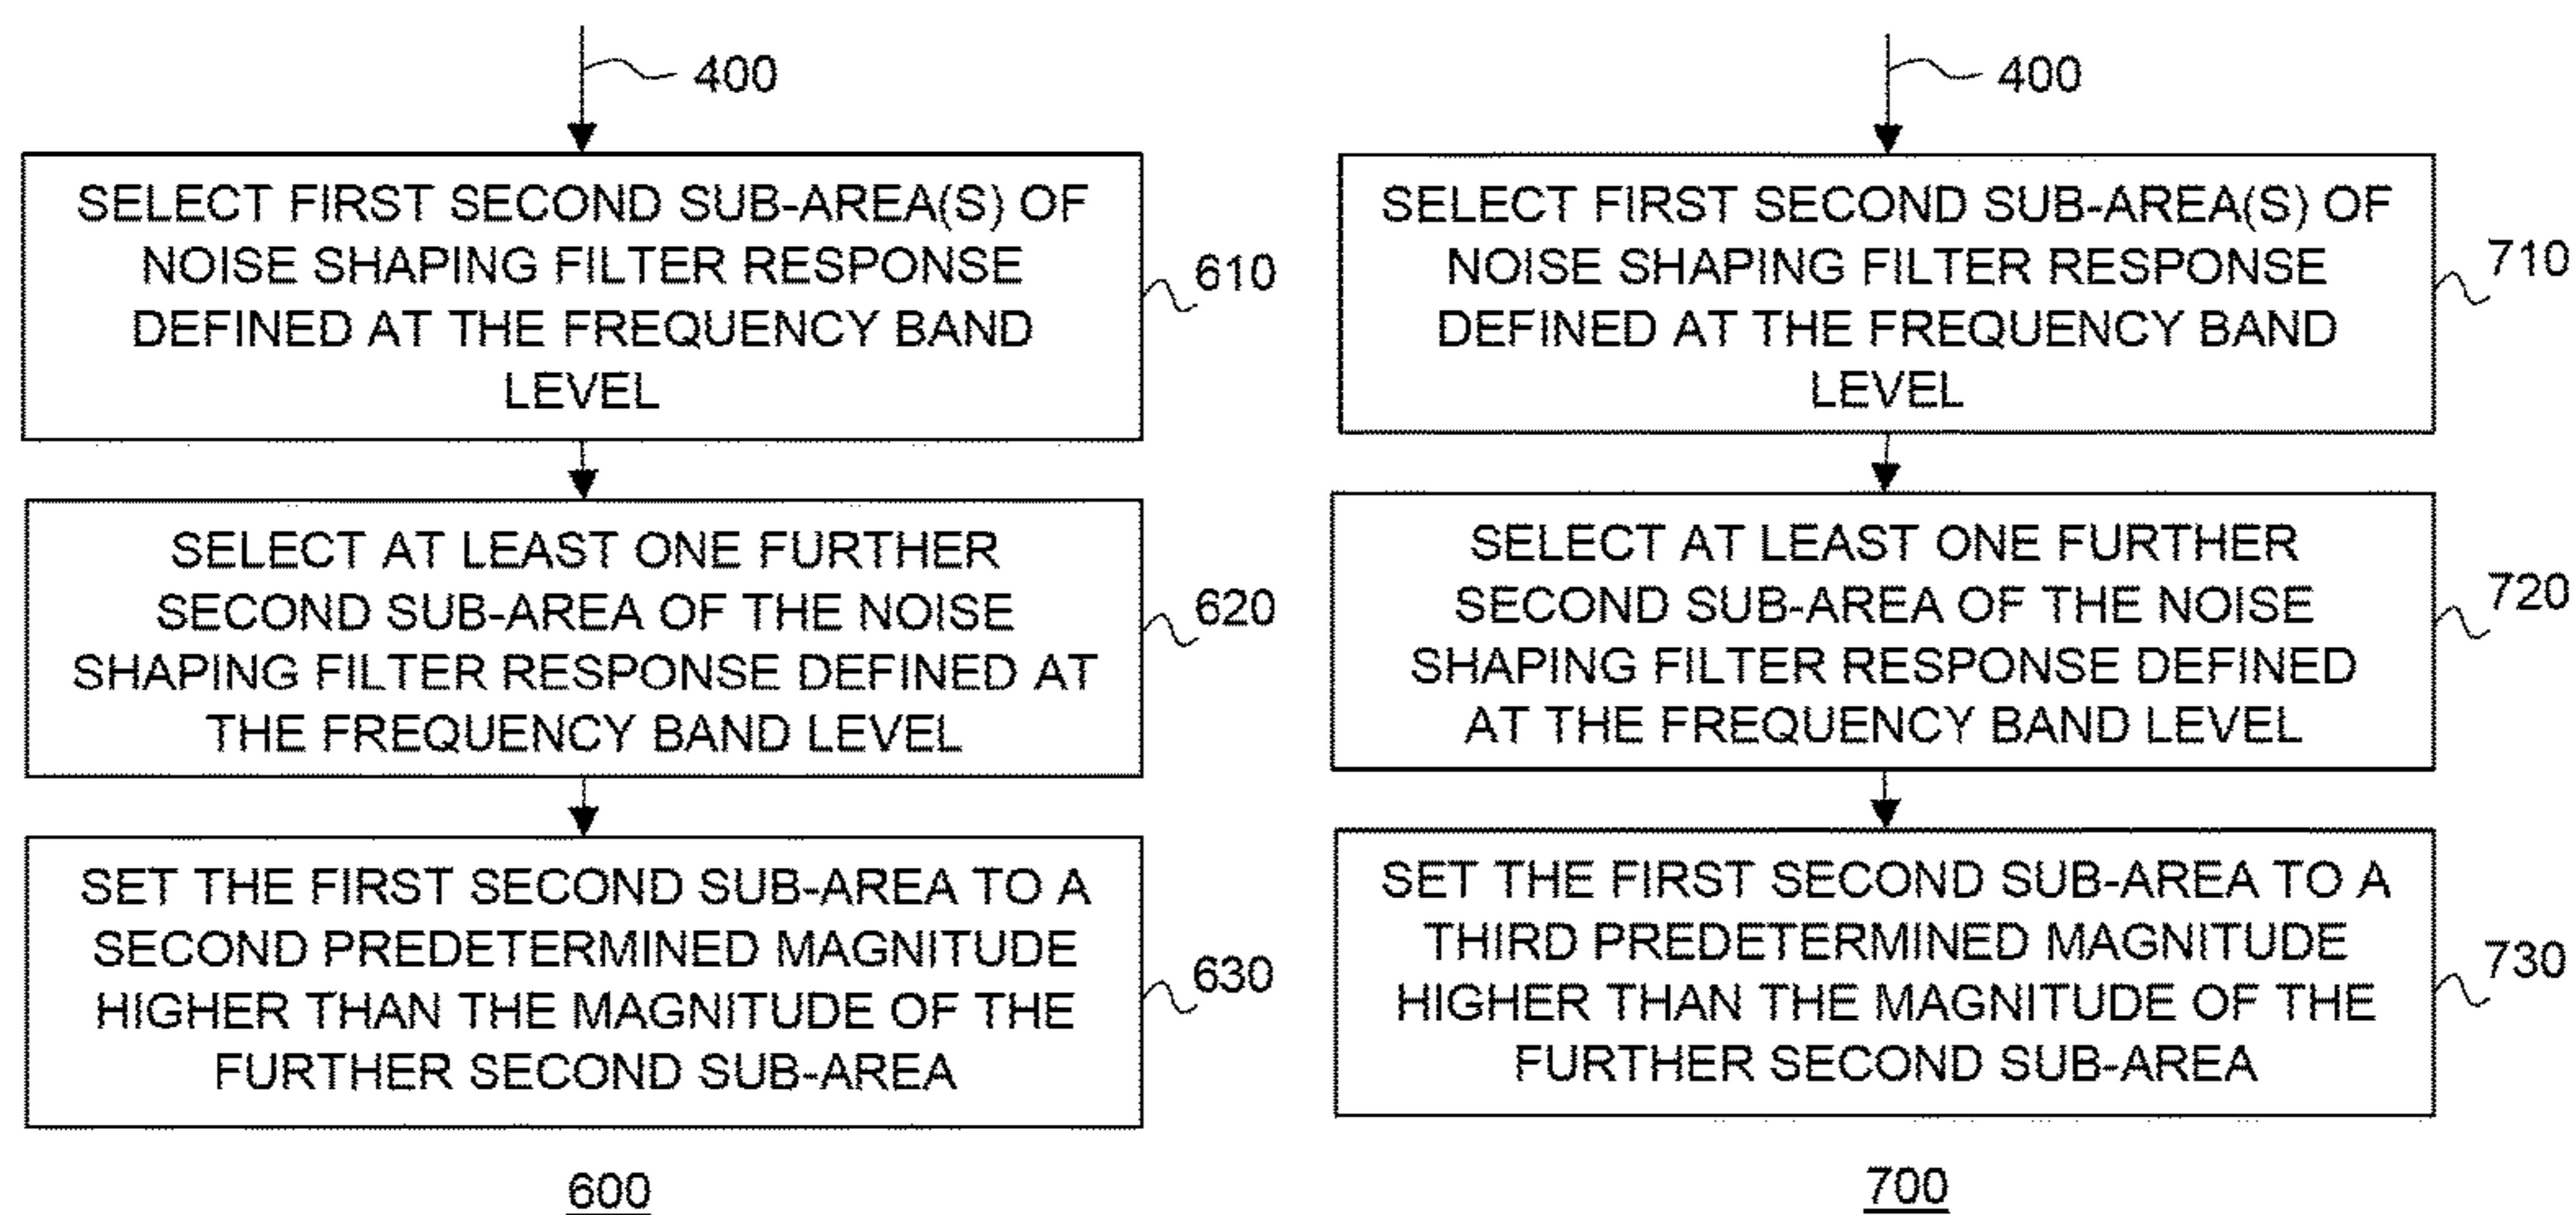 400
SELECT FIRST SECOND SUB-AREA(S) OF
NOISE SHAPING FILTER RESPONSE
DEFINED AT THE FREQUENCY BAND
LEVEL
610
SELECT AT LEAST ONE FURTHER
SECOND SUB-AREA OF THE NOISE
SHAPING FILTER RESPONSE DEFINED AT
THE FREQUENCY BAND LEVEL
620
SET THE FIRST SECOND SUB-AREA TO A
SECOND PREDETERMINED MAGNITUDE
HIGHER THAN THE MAGNITUDE OF THE
FURTHER SECOND SUB-AREA
630
600
400
SELECT FIRST SECOND SUB-AREA(S) OF
NOISE SHAPING FILTER RESPONSE
DEFINED AT THE FREQUENCY BAND
LEVEL
710
SELECT AT LEAST ONE FURTHER
SECOND SUB-AREA OF THE NOISE
SHAPING FILTER RESPONSE DEFINED
AT THE FREQUENCY BAND LEVEL
720
SET THE FIRST SECOND SUB-AREA TO A
THIRD PREDETERMINED MAGNITUDE
HIGHER THAN THE MAGNITUDE OF THE
FURTHER SECOND SUB-AREA
730
700